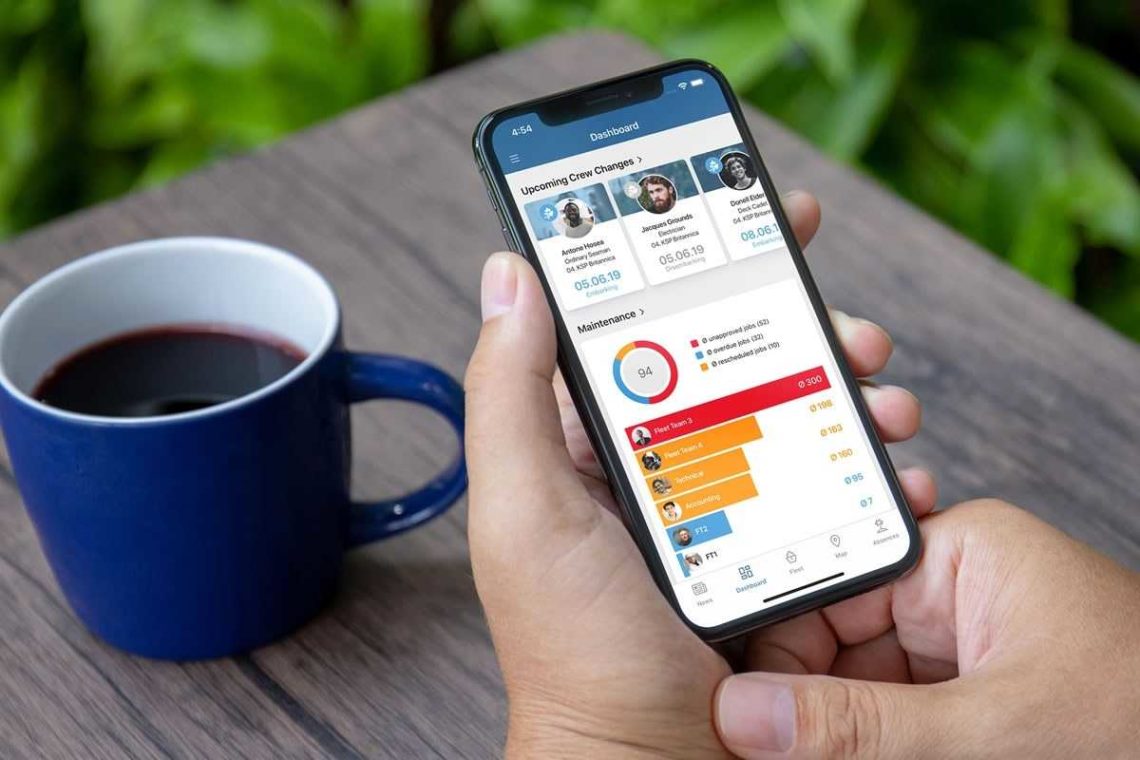 4:54
Dashboard
Upcoming Crew Changes >
Antone Hosea
Ordinary Seaman
04. KSP Britannica
05.06.19
Embarking
Jacques Grounds
Electrician
04. KSP Britannica
05.06.19
Disembarking
Donell Elder
Deck Cadet
04. KSP Britannica
08.06.1
Embarking
Maintenance >
94
Ø unapproved jobs (52)
Ø overdue jobs (32)
Ø rescheduled jobs (10)
Fleet Team 3 Ø 300
Fleet Team 4 Ø 198
Technical Ø 163
Accounting Ø 160
FT2 Ø 95
FT1 Ø 7
News
Dashboard
Fleet
Map
Absences